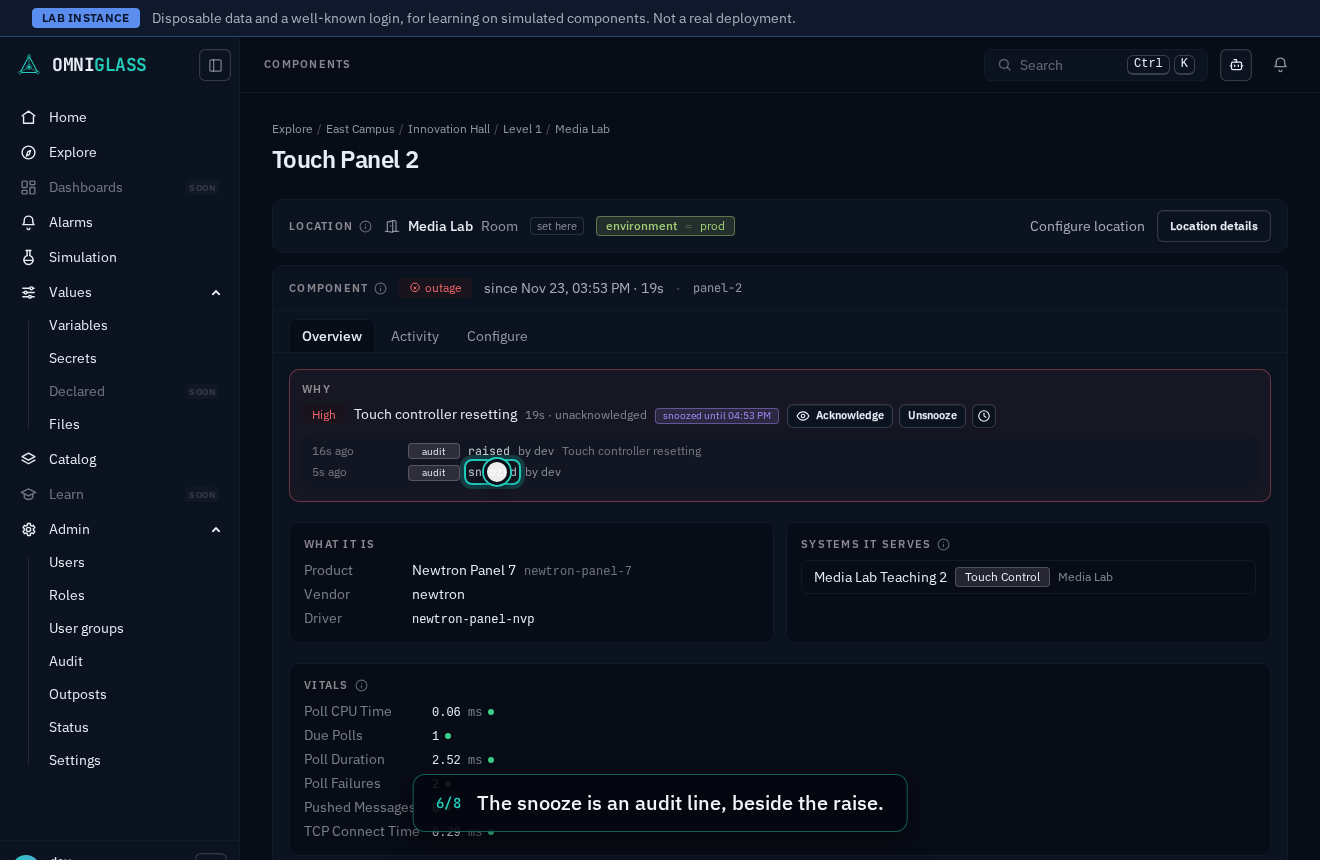 LAB INSTANCE Disposable data and a well-known login, for learning on simulated components. Not a real deployment.
OMNIGLASS
COMPONENTS
Search Ctrl K
Home
Explore
Dashboards SOON
Alarms
Simulation
Values
Variables
Secrets
Declared SOON
Files
Catalog
Learn SOON
Admin
Users
Roles
User groups
Audit
Outposts
Status
Settings
Explore / East Campus / Innovation Hall / Level 1 / Media Lab
Touch Panel 2
LOCATION Media Lab Room set here environment = prod Configure location Location details
COMPONENT outage since Nov 23, 03:53 PM · 19s · panel-2
Overview Activity Configure
WHY
High Touch controller resetting 19s · unacknowledged snoozed until 04:53 PM Acknowledge Unsnooze
16s ago audit raised by dev Touch controller resetting
5s ago audit by dev
WHAT IT IS
Product Newtron Panel 7 newtron-panel-7
Vendor newtron
Driver newtron-panel-nvp
SYSTEMS IT SERVES
Media Lab Teaching 2 Touch Control Media Lab
VITALS
Poll CPU Time 0.06 ms
Due Polls 1
Poll Duration 2.52 ms
Poll Failures 2
Pushed Messages
TCP Connect Time 0.29 ms
6/8 The snooze is an audit line, beside the raise.